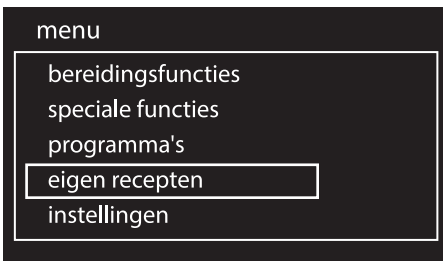 menu
bereidingsfuncties
speciale functies
programma's
eigen recepten
instellingen